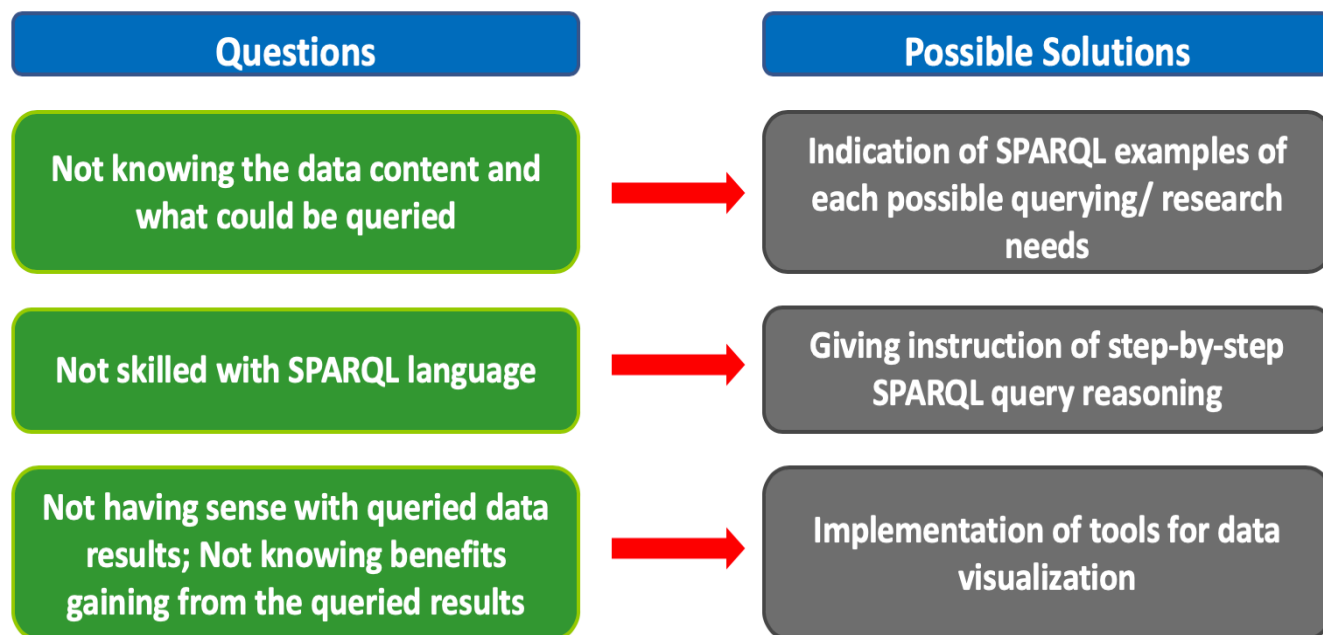 Questions
Possible Solutions
Not knowing the data content and
what could be queried
Indication of SPARQL examples of
each possible querying/ research
needs
Not skilled with SPARQL language
Giving instruction of step-by-step
SPARQL query reasoning
Not having sense with queried data
results; Not knowing benefits
gaining from the queried results
Implementation of tools for data
visualization